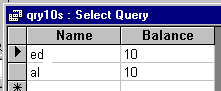 qry10s : Select Query
Name Balance
ed 10
al 10